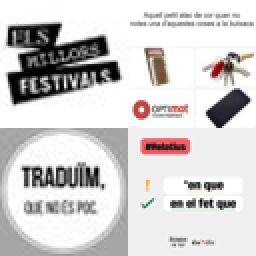 ELS
MILLORS
FESTIVALS
Aquell petit atac de cor quan no
notes una d'aquestes coses a la butxaca
OPTIMOT
TRADUÏM,
QUE NO ÉS POC.
#Relatius
"en que
en el fet que